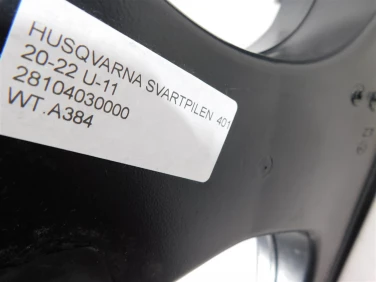 HUSQVARNA SVARTPILEN 401
20-22 U-11
28104030000
WT.A384